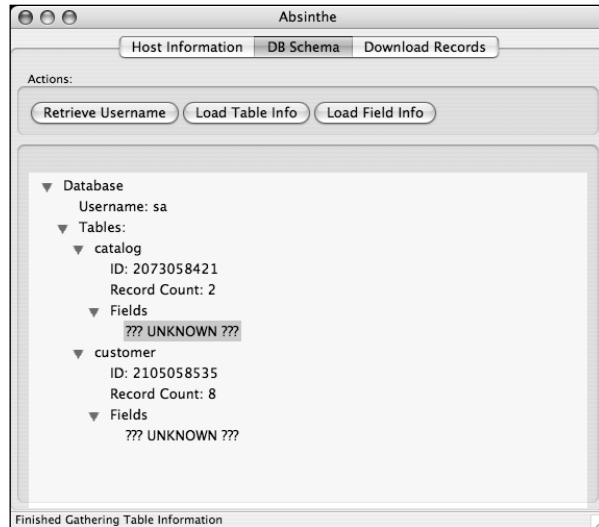 Absinthe
Host Information DB Schema Download Records
Actions:
Retrieve Username Load Table Info Load Field Info
Database
Username: sa
Tables:
catalog
ID: 2073058421
Record Count: 2
Fields
??? UNKNOWN ???
customer
ID: 2105058535
Record Count: 8
Fields
??? UNKNOWN ???
Finished Gathering Table Information